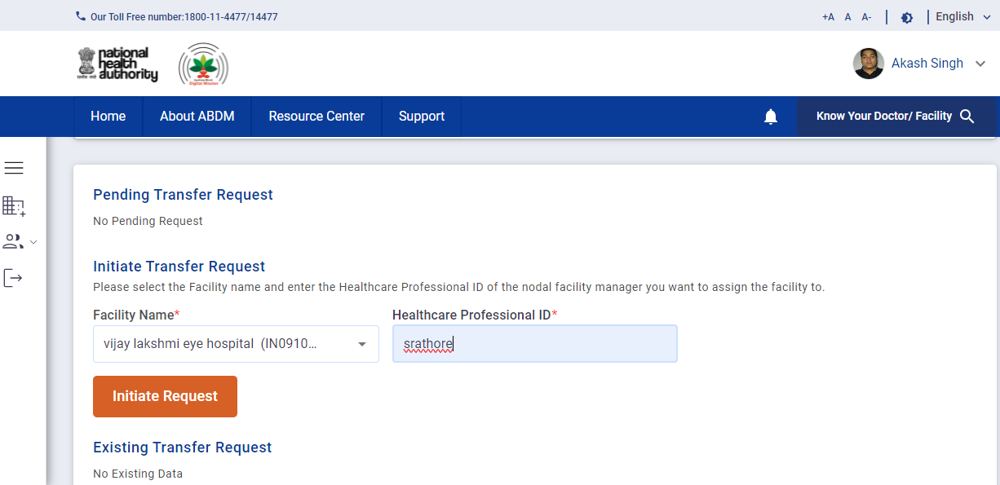 Our Toll Free number:1800-11-4477/14477
+A A A- English
national
health
authority
Digital Mission
Akash Singh
Home About ABDM Resource Center Support Know Your Doctor/ Facility
Pending Transfer Request
No Pending Request
Initiate Transfer Request
Please select the Facility name and enter the Healthcare Professional ID of the nodal facility manager you want to assign the facility to.
Facility Name* Healthcare Professional ID*
vijay lakshmi eye hospital (IN0910... srathore
Initiate Request
Existing Transfer Request
No Existing Data